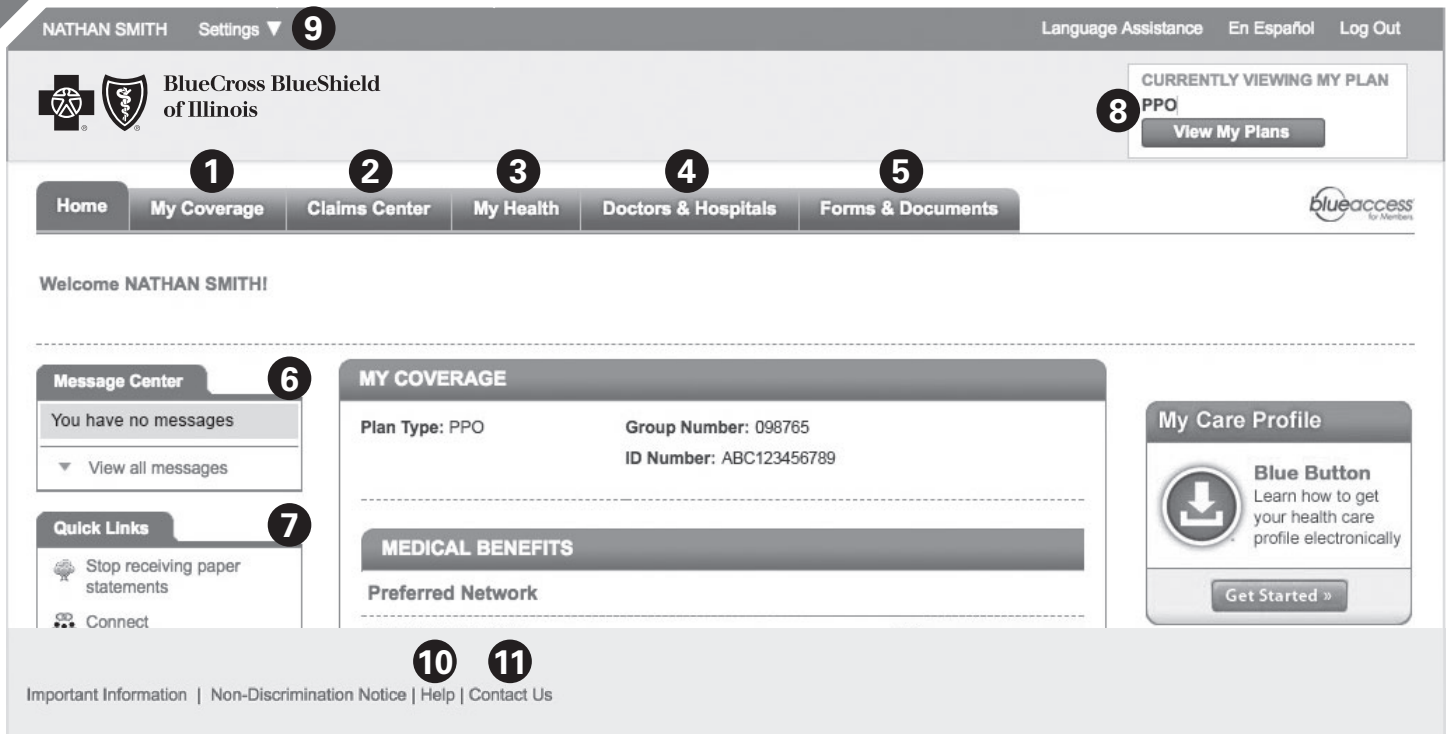 NATHAN SMITH Settings ▼ 9 Language Assistance En Español Log Out
BlueCross BlueShield
of Illinois
CURRENTLY VIEWING MY PLAN
8 PPO
View My Plans
1 2 3 4 5
Home My Coverage Claims Center My Health Doctors & Hospitals Forms & Documents
blueaccess
for Members
Welcome NATHAN SMITH!
Message Center 6
You have no messages
View all messages
Quick Links 7
Stop receiving paper
statements
Connect
MY COVERAGE
Plan Type: PPO Group Number: 098765
ID Number: ABC123456789
MEDICAL BENEFITS
Preferred Network
My Care Profile
Blue Button
Learn how to get
your health care
profile electronically
Get Started »
10 11
Important Information | Non-Discrimination Notice | Help | Contact Us